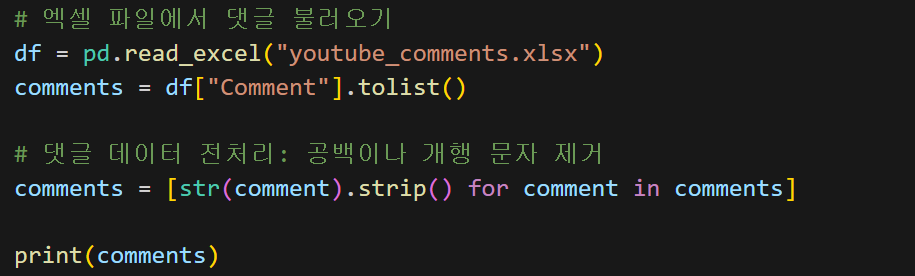 # 엑셀 파일에서 댓글 불러오기
df = pd.read_excel("youtube_comments.xlsx")
comments = df["Comment"].tolist()
# 댓글 데이터 전처리: 공백이나 개행 문자 제거
comments = [str(comment).strip() for comment in comments]
print(comments)